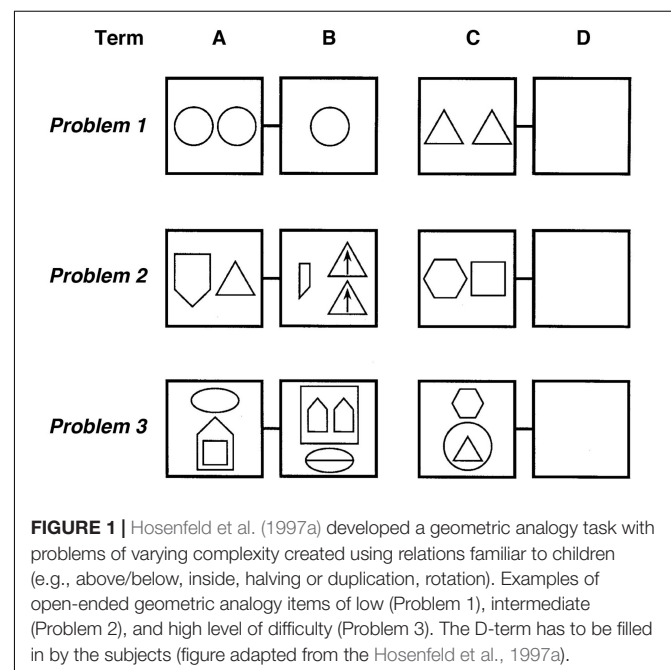 Term A B C D
Problem 1
Problem 2
Problem 3
FIGURE 1 | Hosenfeld et al. (1997a) developed a geometric analogy task with
problems of varying complexity created using relations familiar to children
(e.g., above/below, inside, halving or duplication, rotation). Examples of
open-ended geometric analogy items of low (Problem 1), intermediate
(Problem 2), and high level of difficulty (Problem 3). The D-term has to be filled
in by the subjects (figure adapted from the Hosenfeld et al., 1997a).